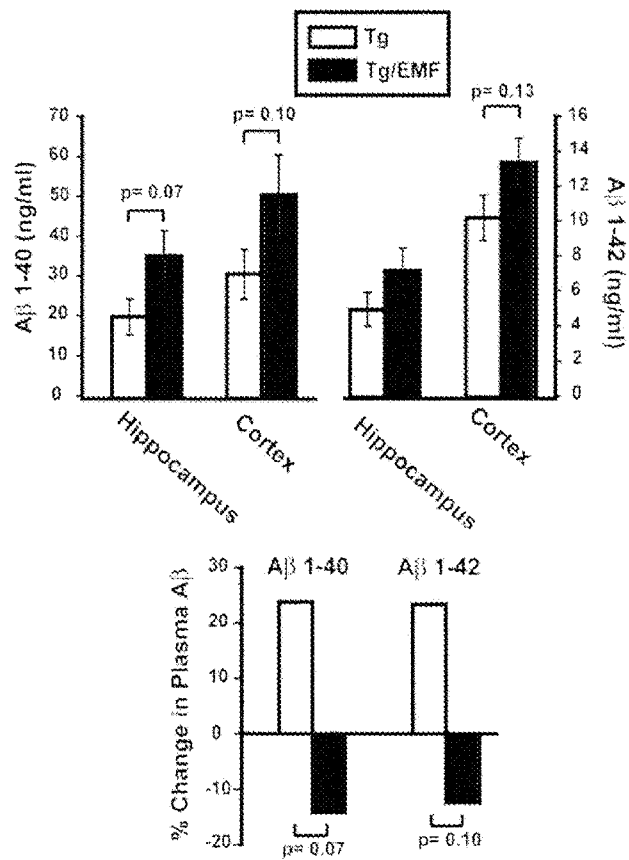 Tg
Tg/EMF
Aβ 1-40 (ng/ml)
70
60
50
40
30
20
10
0
p= 0.07
p= 0.10
p= 0.13
16
14
12
10
8
6
4
2
0
Aβ 1-42 (ng/ml)
Hippocampus
Cortex
Hippocampus
Cortex
% Change in Plasma Aβ
30
20
10
0
-10
-20
Aβ 1-40
Aβ 1-42
p= 0.07
p= 0.10